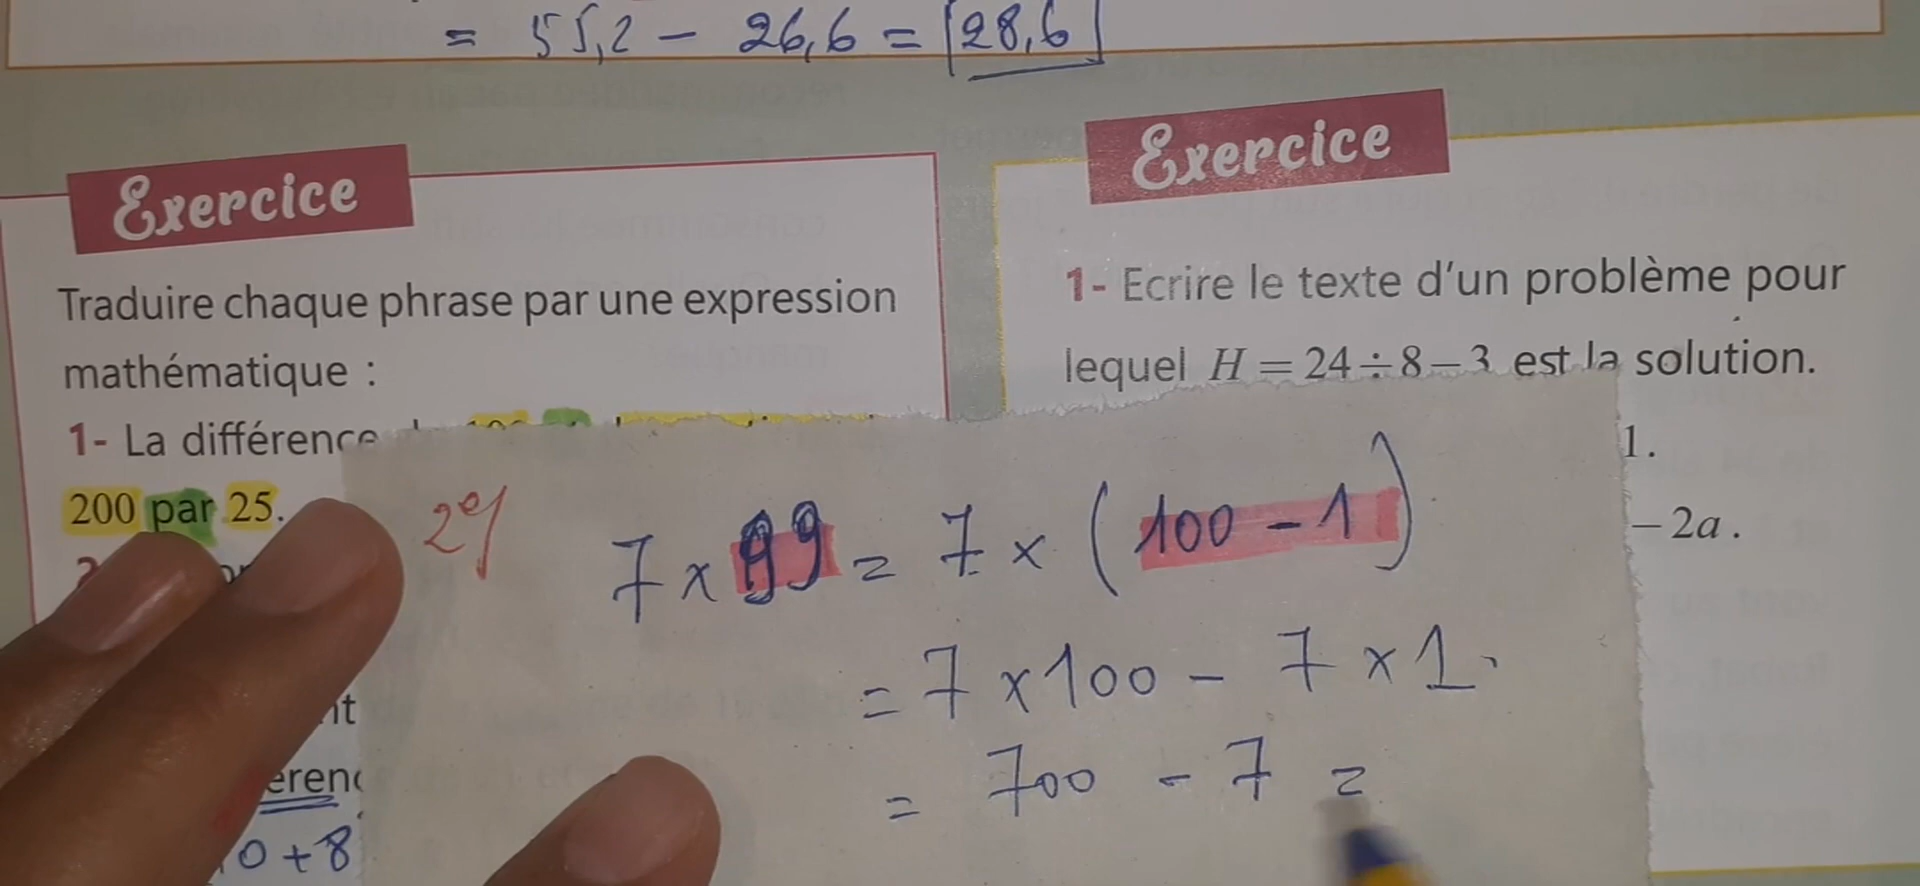 = 55,2 - 26,6 = 28,6
Exercice
Traduire chaque phrase par une expression
mathématique :
1- La différence
200 par 25.
0 + 8
Exercice
1- Ecrire le texte d'un problème pour
lequel H = 24 ÷ 8 - 3 est la solution.
1.
- 2a .
7 × 99 = 7 × (100 - 1)
= 7 × 100 - 7 × 1
= 700 - 7 =